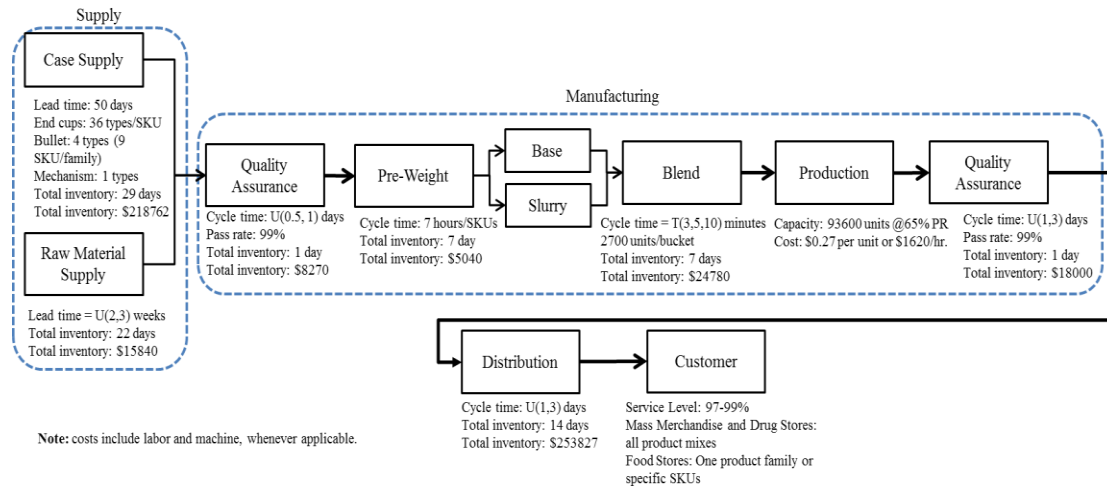 Supply
Case Supply
Lead time: 50 days
End cups: 36 types/SKU
Bullet: 4 types (9
SKU/family)
Mechanism: 1 types
Total inventory: 29 days
Total inventory: $218762
Raw Material
Supply
Lead time = U(2,3) weeks
Total inventory: 22 days
Total inventory: $15840
Manufacturing
Quality
Assurance
Cycle time: U(0.5, 1) days
Pass rate: 99%
Total inventory: 1 day
Total inventory: $8270
Pre-Weight
Cycle time: 7 hours/SKUs
Total inventory: 7 day
Total inventory: $5040
Base
Slurry
Blend
Cycle time = T(3,5,10) minutes
2700 units/bucket
Total inventory: 7 days
Total inventory: $24780
Production
Capacity: 93600 units @65% PR
Cost: $0.27 per unit or $1620/hr.
Quality
Assurance
Cycle time: U(1,3) days
Pass rate: 99%
Total inventory: 1 day
Total inventory: $18000
Distribution
Cycle time: U(1,3) days
Total inventory: 14 days
Total inventory: $253827
Customer
Service Level: 97-99%
Mass Merchandise and Drug Stores:
all product mixes
Food Stores: One product family or
specific SKUs
Note: costs include labor and machine, whenever applicable.